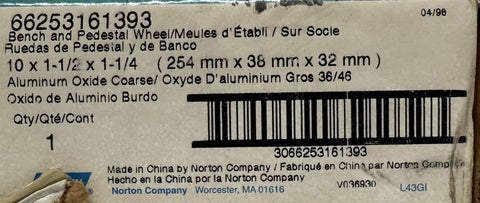 66253161393
04/98
Bench and Pedestal Wheel/Meules d'Établi / Sur Socle
Ruedas de Pedestal y de Banco
10 x 1-1/2 x 1-1/4 ( 254 mm x 38 mm x 32 mm )
Aluminum Oxide Coarse/ Oxyde D'aluminium Gros 36/46
Oxido de Aluminio Burdo
Qty/Qté/Cont
1
3066253161393
Made in China by Norton Company / Fabriqué en China par Norton Compa
Hecho en la China por Norton Company
V036930
L43GI
Norton Company Worcester, MA 01616